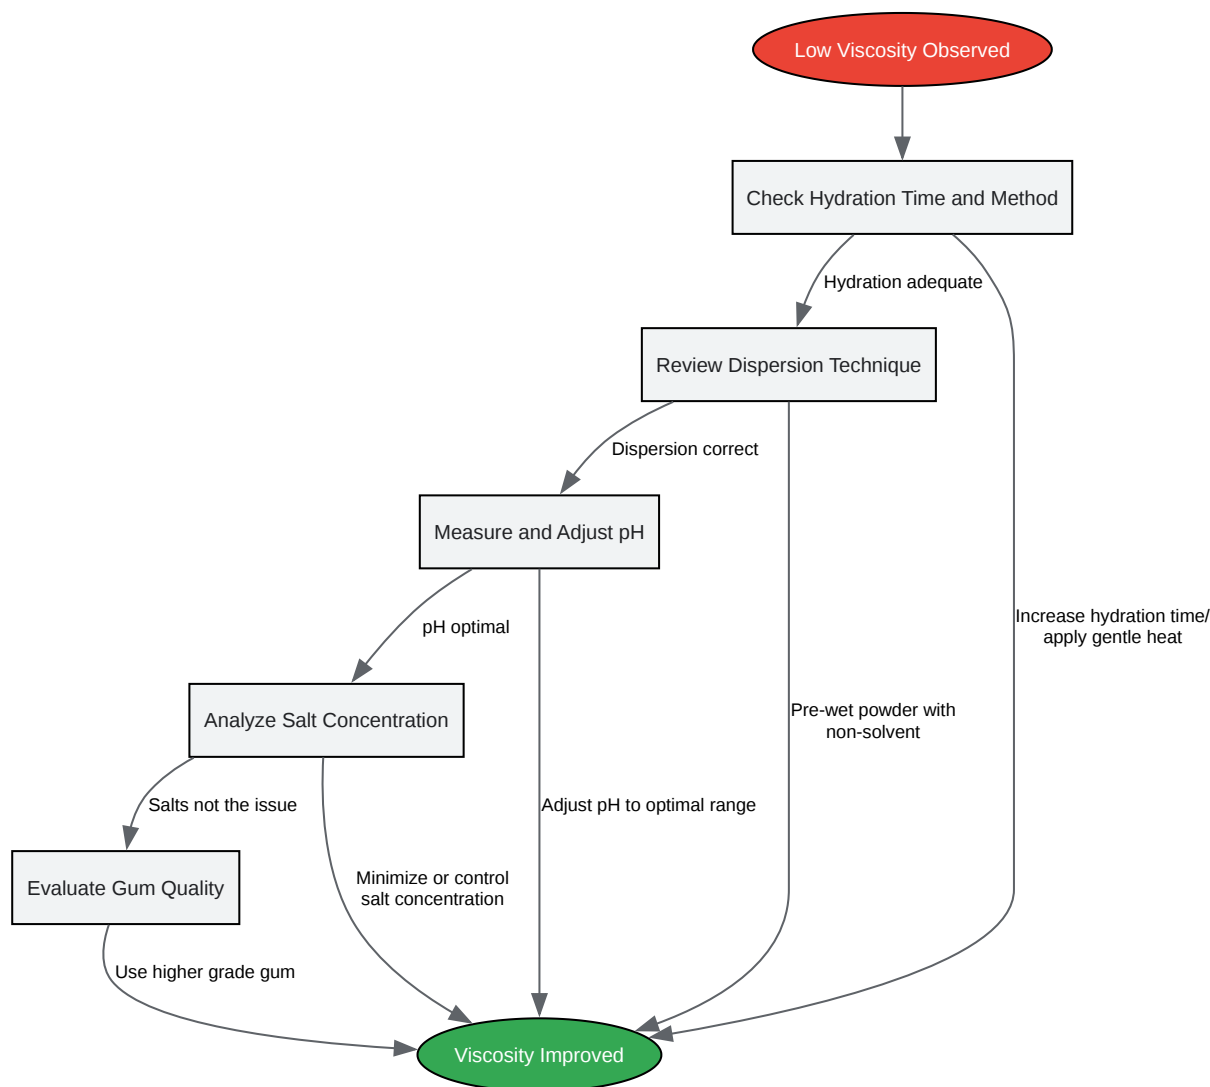 Low Viscosity Observed
Check Hydration Time and Method
Hydration adequate
Review Dispersion Technique
Dispersion correct
Measure and Adjust pH
pH optimal
Increase hydration time/
apply gentle heat
Analyze Salt Concentration
Pre-wet powder with
non-solvent
Salts not the issue
Adjust pH to optimal range
Evaluate Gum Quality
Minimize or control
salt concentration
Use higher grade gum
Viscosity Improved